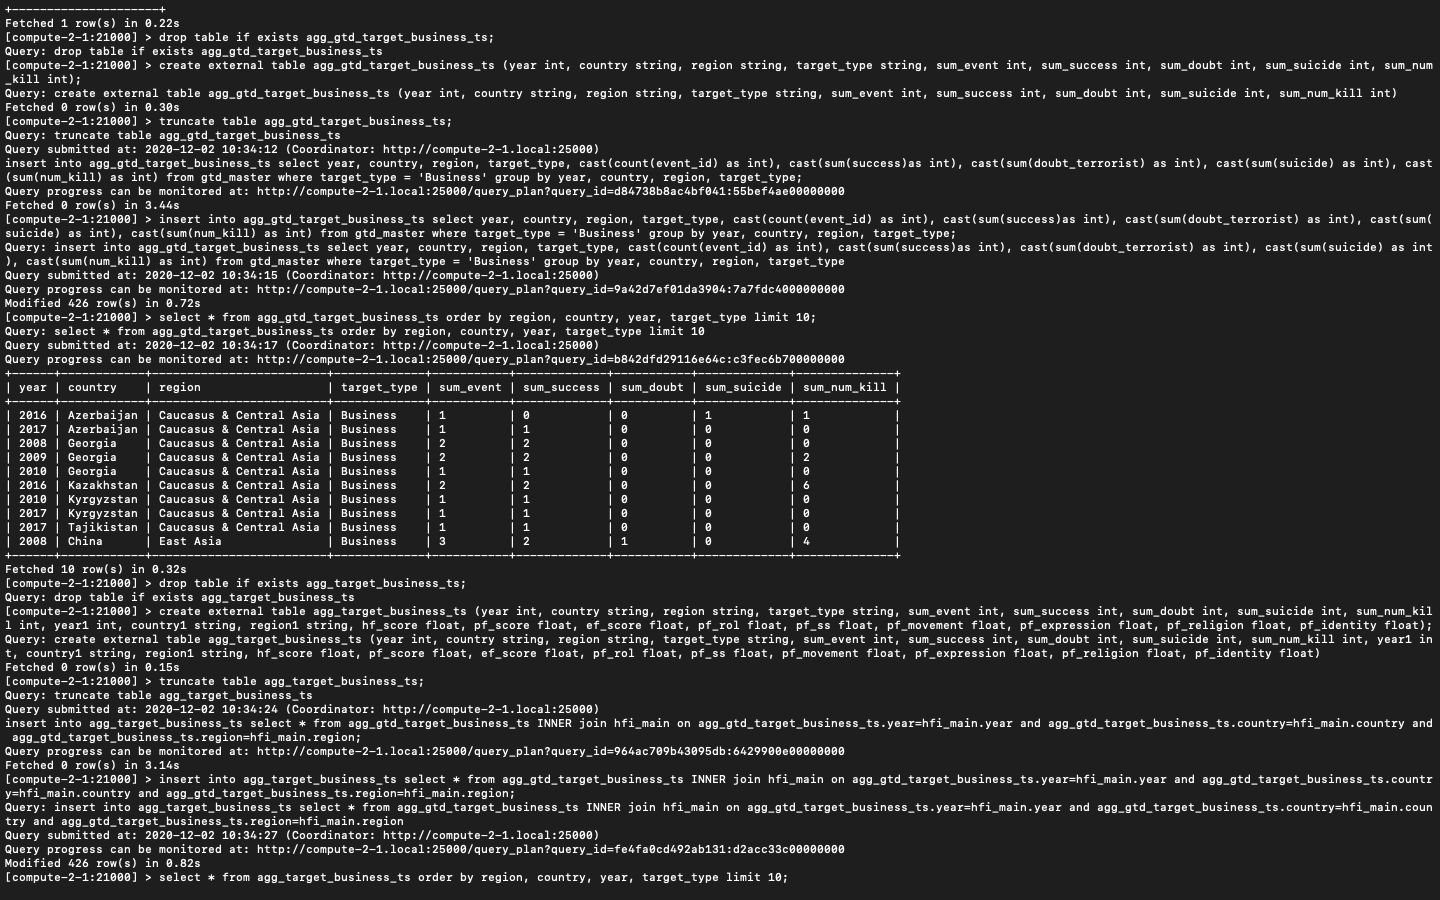 +---------------------+
Fetched 1 row(s) in 0.22s
[compute-2-1:21000] > drop table if exists agg_gtd_target_business_ts;
Query: drop table if exists agg_gtd_target_business_ts
[compute-2-1:21000] > create external table agg_gtd_target_business_ts (year int, country string, region string, target_type string, sum_event int, sum_success int, sum_doubt int, sum_suicide int, sum_num
_kill int);
Query: create external table agg_gtd_target_business_ts (year int, country string, region string, target_type string, sum_event int, sum_success int, sum_doubt int, sum_suicide int, sum_num_kill int)
Fetched 0 row(s) in 0.30s
[compute-2-1:21000] > truncate table agg_gtd_target_business_ts;
Query: truncate table agg_gtd_target_business_ts
Query submitted at: 2020-12-02 10:34:12 (Coordinator: http://compute-2-1.local:25000)
insert into agg_gtd_target_business_ts select year, country, region, target_type, cast(count(event_id) as int), cast(sum(success)as int), cast(sum(doubt_terrorist) as int), cast(sum(suicide) as int), cast
(sum(num_kill) as int) from gtd_master where target_type = 'Business' group by year, country, region, target_type;
Query progress can be monitored at: http://compute-2-1.local:25000/query_plan?query_id=d84738b8ac4bf041:55bef4ae00000000
Fetched 0 row(s) in 3.44s
[compute-2-1:21000] > insert into agg_gtd_target_business_ts select year, country, region, target_type, cast(count(event_id) as int), cast(sum(success)as int), cast(sum(doubt_terrorist) as int), cast(sum(
suicide) as int), cast(sum(num_kill) as int) from gtd_master where target_type = 'Business' group by year, country, region, target_type;
Query: insert into agg_gtd_target_business_ts select year, country, region, target_type, cast(count(event_id) as int), cast(sum(success)as int), cast(sum(doubt_terrorist) as int), cast(sum(suicide) as int
), cast(sum(num_kill) as int) from gtd_master where target_type = 'Business' group by year, country, region, target_type
Query submitted at: 2020-12-02 10:34:15 (Coordinator: http://compute-2-1.local:25000)
Query progress can be monitored at: http://compute-2-1.local:25000/query_plan?query_id=9a42d7ef01da3904:7a7fdc4000000000
Modified 426 row(s) in 0.72s
[compute-2-1:21000] > select * from agg_gtd_target_business_ts order by region, country, year, target_type limit 10;
Query: select * from agg_gtd_target_business_ts order by region, country, year, target_type limit 10
Query submitted at: 2020-12-02 10:34:17 (Coordinator: http://compute-2-1.local:25000)
Query progress can be monitored at: http://compute-2-1.local:25000/query_plan?query_id=b842dfd29116e64c:c3fec6b700000000
+------+------------+-------------------------+-------------+-----------+-------------+-----------+-------------+--------------+
| year | country    | region                  | target_type | sum_event | sum_success | sum_doubt | sum_suicide | sum_num_kill |
+------+------------+-------------------------+-------------+-----------+-------------+-----------+-------------+--------------+
| 2016 | Azerbaijan | Caucasus & Central Asia | Business    | 1         | 0           | 0         | 1           | 1            |
| 2017 | Azerbaijan | Caucasus & Central Asia | Business    | 1         | 1           | 0         | 0           | 0            |
| 2008 | Georgia    | Caucasus & Central Asia | Business    | 2         | 2           | 0         | 0           | 0            |
| 2009 | Georgia    | Caucasus & Central Asia | Business    | 2         | 2           | 0         | 0           | 2            |
| 2010 | Georgia    | Caucasus & Central Asia | Business    | 1         | 1           | 0         | 0           | 0            |
| 2016 | Kazakhstan | Caucasus & Central Asia | Business    | 2         | 2           | 0         | 0           | 6            |
| 2010 | Kyrgyzstan | Caucasus & Central Asia | Business    | 1         | 1           | 0         | 0           | 0            |
| 2017 | Kyrgyzstan | Caucasus & Central Asia | Business    | 1         | 1           | 0         | 0           | 0            |
| 2017 | Tajikistan | Caucasus & Central Asia | Business    | 1         | 1           | 0         | 0           | 0            |
| 2008 | China      | East Asia               | Business    | 3         | 2           | 1         | 0           | 4            |
+------+------------+-------------------------+-------------+-----------+-------------+-----------+-------------+--------------+
Fetched 10 row(s) in 0.32s
[compute-2-1:21000] > drop table if exists agg_target_business_ts;
Query: drop table if exists agg_target_business_ts
[compute-2-1:21000] > create external table agg_target_business_ts (year int, country string, region string, target_type string, sum_event int, sum_success int, sum_doubt int, sum_suicide int, sum_num_kil
l int, year1 int, country1 string, region1 string, hf_score float, pf_score float, ef_score float, pf_rol float, pf_ss float, pf_movement float, pf_expression float, pf_religion float, pf_identity float);
Query: create external table agg_target_business_ts (year int, country string, region string, target_type string, sum_event int, sum_success int, sum_doubt int, sum_suicide int, sum_num_kill int, year1 in
t, country1 string, region1 string, hf_score float, pf_score float, ef_score float, pf_rol float, pf_ss float, pf_movement float, pf_expression float, pf_religion float, pf_identity float)
Fetched 0 row(s) in 0.15s
[compute-2-1:21000] > truncate table agg_target_business_ts;
Query: truncate table agg_target_business_ts
Query submitted at: 2020-12-02 10:34:24 (Coordinator: http://compute-2-1.local:25000)
insert into agg_target_business_ts select * from agg_gtd_target_business_ts INNER join hfi_main on agg_gtd_target_business_ts.year=hfi_main.year and agg_gtd_target_business_ts.country=hfi_main.country and
 agg_gtd_target_business_ts.region=hfi_main.region;
Query progress can be monitored at: http://compute-2-1.local:25000/query_plan?query_id=964ac709b43095db:6429900e00000000
Fetched 0 row(s) in 3.14s
[compute-2-1:21000] > insert into agg_target_business_ts select * from agg_gtd_target_business_ts INNER join hfi_main on agg_gtd_target_business_ts.year=hfi_main.year and agg_gtd_target_business_ts.countr
y=hfi_main.country and agg_gtd_target_business_ts.region=hfi_main.region;
Query: insert into agg_target_business_ts select * from agg_gtd_target_business_ts INNER join hfi_main on agg_gtd_target_business_ts.year=hfi_main.year and agg_gtd_target_business_ts.country=hfi_main.coun
try and agg_gtd_target_business_ts.region=hfi_main.region
Query submitted at: 2020-12-02 10:34:27 (Coordinator: http://compute-2-1.local:25000)
Query progress can be monitored at: http://compute-2-1.local:25000/query_plan?query_id=fe4fa0cd492ab131:d2acc33c00000000
Modified 426 row(s) in 0.82s
[compute-2-1:21000] > select * from agg_target_business_ts order by region, country, year, target_type limit 10;